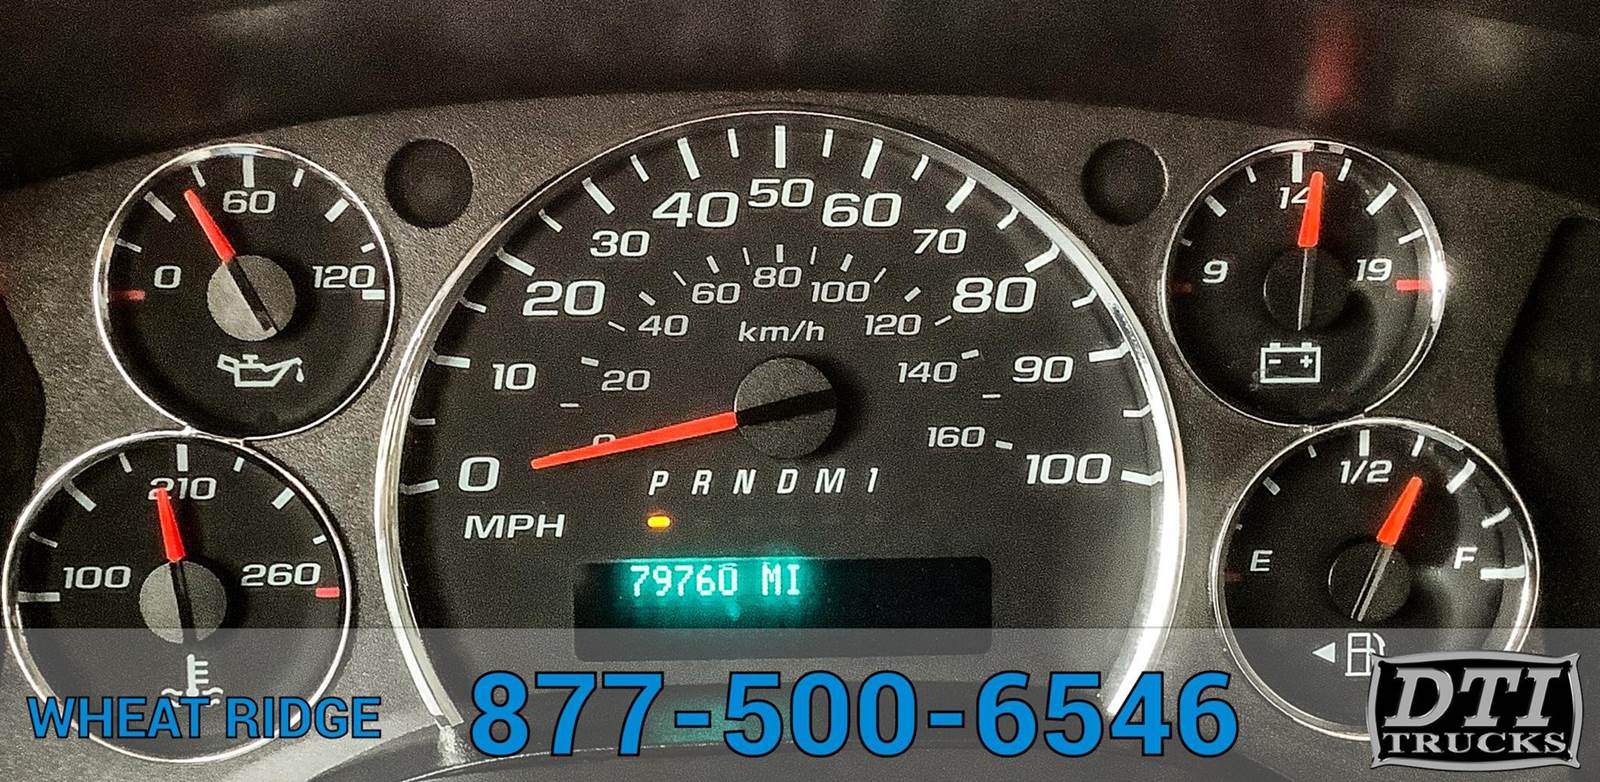 0 60 120
9 14 19
100 210 260
E 1/2 F
0 10 20 30 40 50 60 70 80 90 100
0 20 40 60 80 100 120 140 160
km/h
MPH
P R N D M 1
79760 MI
WHEAT RIDGE
877-500-6546
DTI
TRUCKS